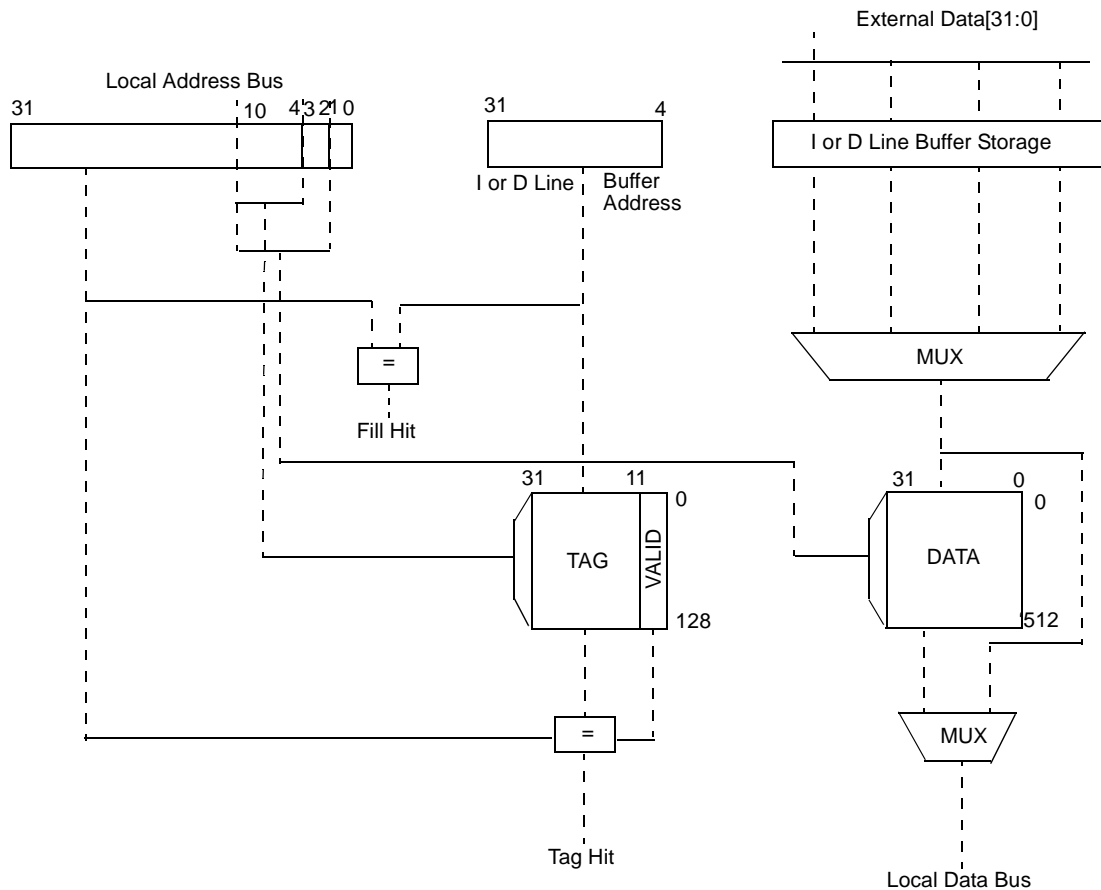 External Data[31:0]
Local Address Bus
31 10 4 3 2 1 0
31 4
I or D Line Buffer Storage
I or D Line Buffer
Address
MUX
=
Fill Hit
31 11 0
31 0 0
TAG
VALID
DATA
128
512
=
MUX
Tag Hit
Local Data Bus